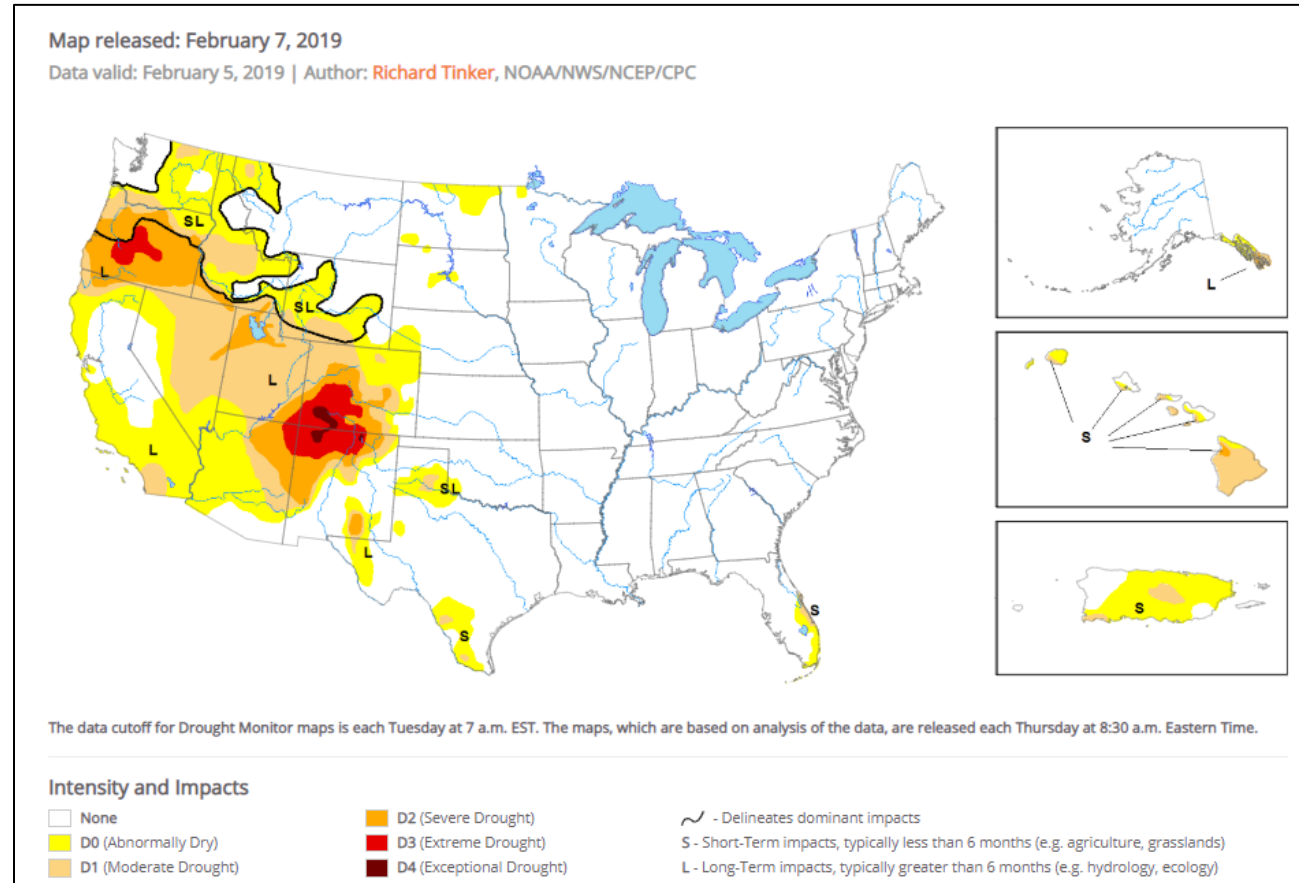 Map released: February 7, 2019
Data valid: February 5, 2019 | Author: Richard Tinker, NOAA/NWS/NCEP/CPC
SL
L
SL
L
L
SL
L
S
S
L
S
S
The data cutoff for Drought Monitor maps is each Tuesday at 7 a.m. EST. The maps, which are based on analysis of the data, are released each Thursday at 8:30 a.m. Eastern Time.
Intensity and Impacts
None
D0 (Abnormally Dry)
D1 (Moderate Drought)
D2 (Severe Drought)
D3 (Extreme Drought)
D4 (Exceptional Drought)
- Delineates dominant impacts
S - Short-Term impacts, typically less than 6 months (e.g. agriculture, grasslands)
L - Long-Term impacts, typically greater than 6 months (e.g. hydrology, ecology)